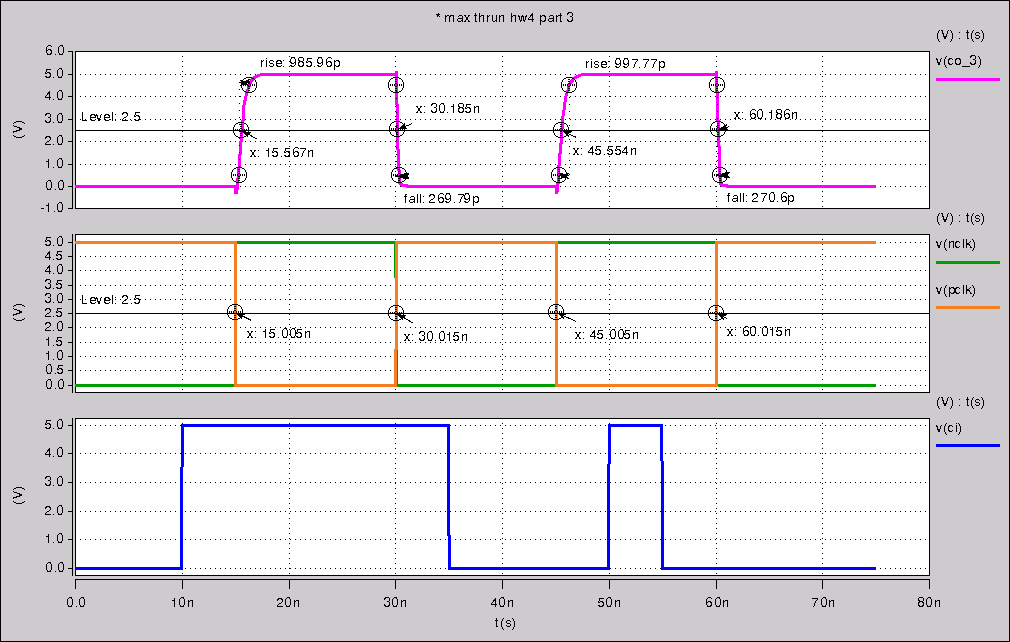 * max thrun hw4 part 3
(V) : t(s)
v(co_3)
6.0
5.0
4.0
3.0
2.0
1.0
0.0
-1.0
(V)
Level: 2.5
rise: 985.96p
x: 15.567n
x: 30.185n
fall: 269.79p
rise: 997.77p
x: 45.554n
x: 60.186n
fall: 270.6p
(V) : t(s)
v(nclk)
v(pclk)
5.0
4.5
4.0
3.5
3.0
2.5
2.0
1.5
1.0
0.5
0.0
(V)
Level: 2.5
x: 15.005n
x: 30.015n
x: 45.005n
x: 60.015n
(V) : t(s)
v(ci)
5.0
4.0
3.0
2.0
1.0
0.0
(V)
0.0 10n 20n 30n 40n 50n 60n 70n 80n
t(s)